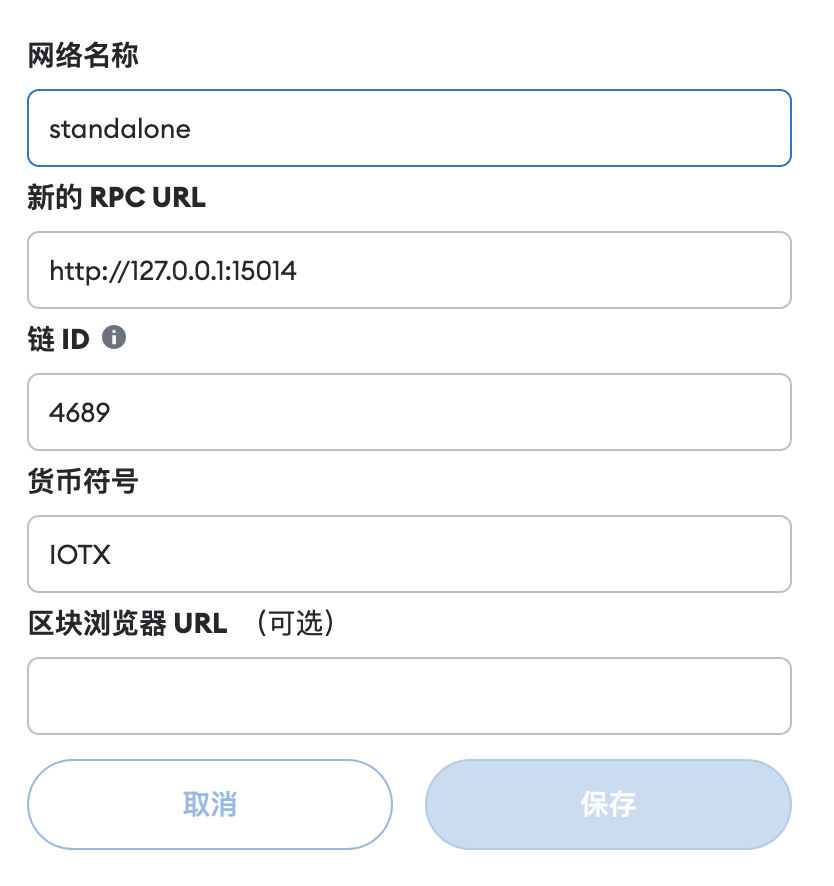 网络名称
standalone
新的 RPC URL
http://127.0.0.1:15014
链 ID
4689
货币符号
IOTX
区块浏览器 URL （可选）
取消
保存